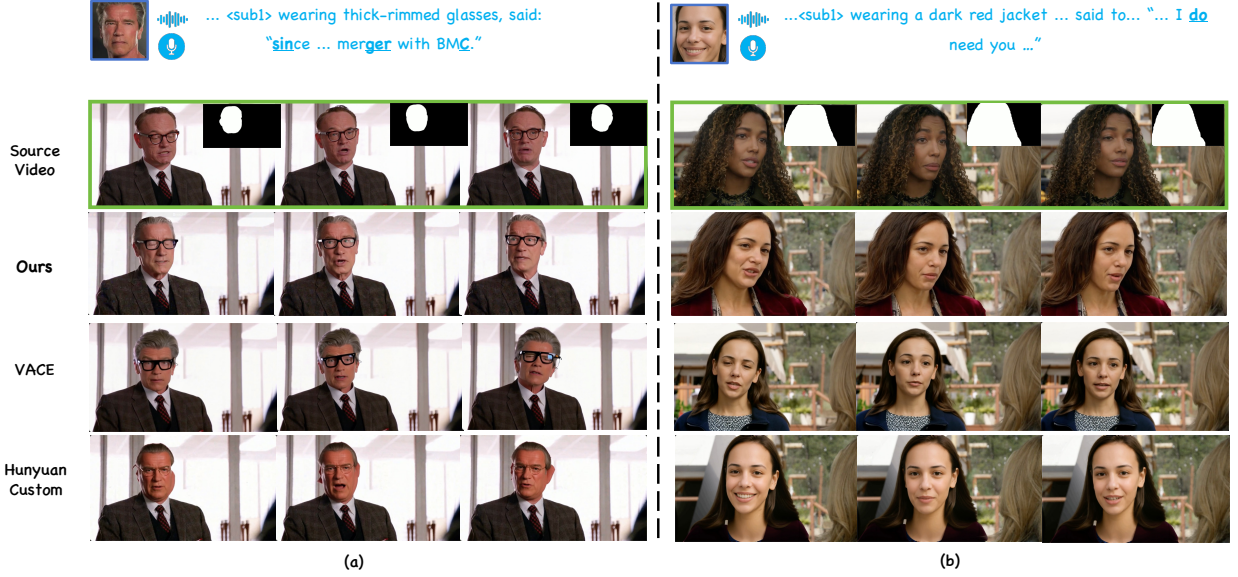 ... <sub1> wearing thick-rimmed glasses, said:
"since ... merger with BMC."
...<sub1> wearing a dark red jacket ... said to... "... I do
need you ..."
Source
Video
Ours
VACE
Hunyuan
Custom
(a)
(b)